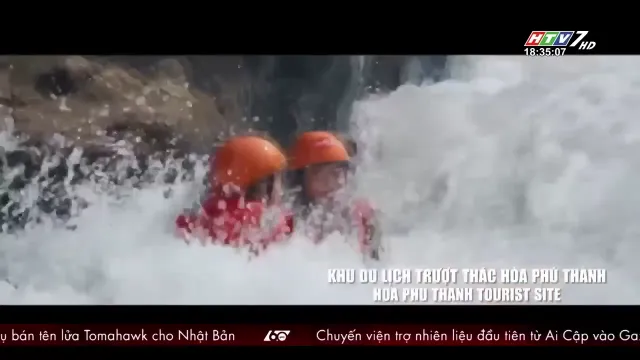 HTV7 HD
18:35:07
KHU DU LỊCH TRƯỢT THÁC HÒA PHÚ THÀNH
HOA PHU THANH TOURIST SITE
ụ bán tên lửa Tomahawk cho Nhật Bản 60 Chuyến viện trợ nhiên liệu đầu tiên từ Ai Cập vào Ga